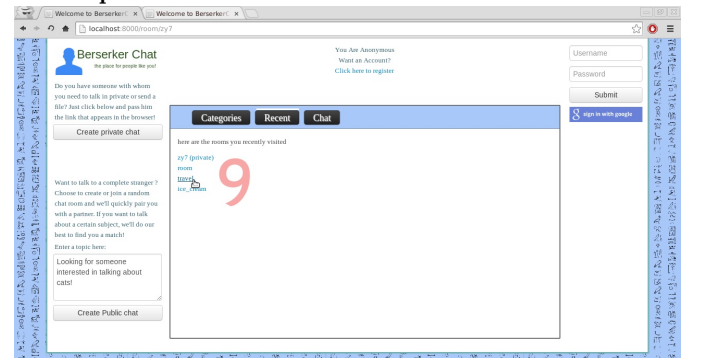 Welcome to BerserkerC
Welcome to BerserkerC
localhost:8000/room/zy7
Berserker Chat
the place for people like you!
Do you have someone with whom
you need to talk in private or send a
file? Just click below and pass him
the link that appears in the browser!
Create private chat
Want to talk to a complete stranger ?
Choose to create or join a random
chat room and we'll quickly pair you
with a partner. If you want to talk
about a certain subject, we'll do our
best to find you a match!
Enter a topic here:
Looking for someone
interested in talking about
cats!
Create Public chat
You Are Anonymous
Want an Account?
Click here to register
Categories Recent Chat
here are the rooms you recently visited
zy7 (private)
room
travel
ice_cream
9
Username
Password
Submit
sign in with google